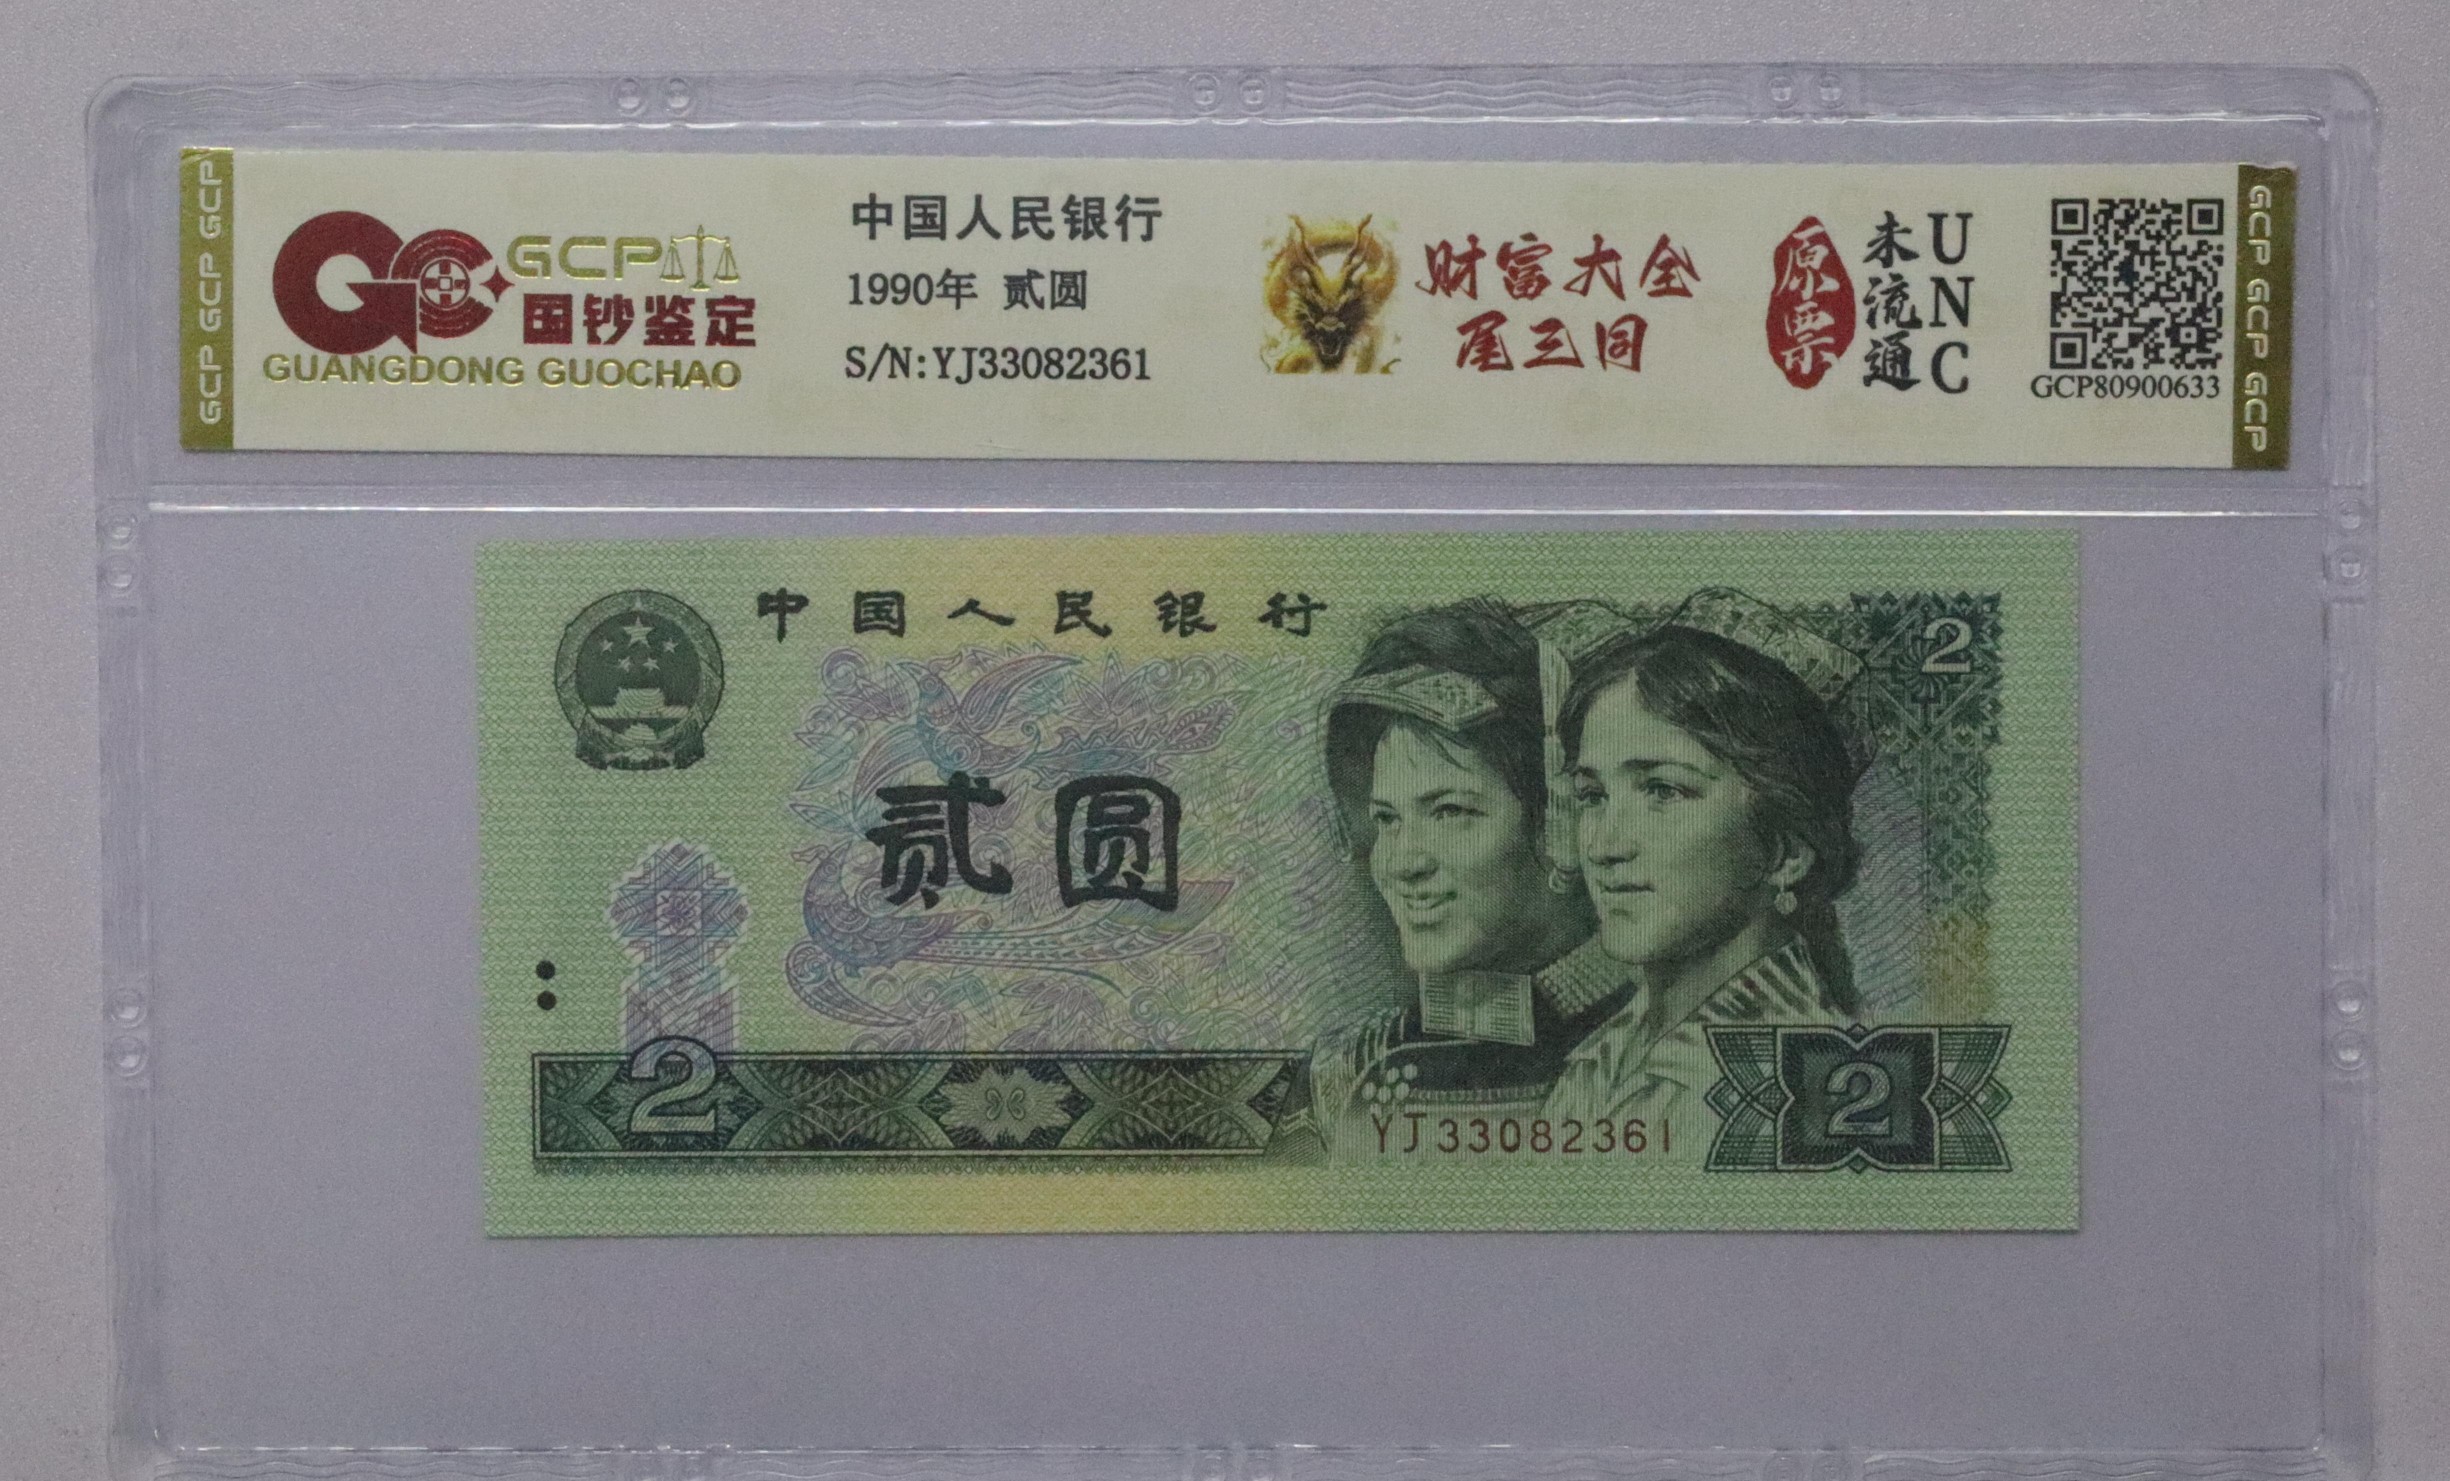 GCP GCP GCP
GCP
国钞鉴定
GUANGDONG GUOCHAO
中国人民银行
1990年 贰圆
S/N:YJ33082361
财富大全
尾三同
原票
未流通
UNC
GCP80900633
GCP GCP GCP
中国人民银行
2
贰圆
2
YJ33082361
2